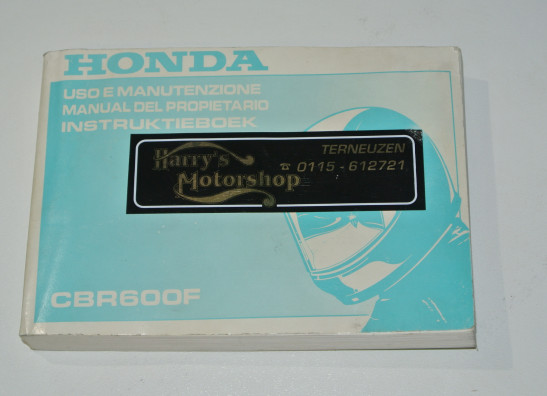 HONDA
USO E MANUTENZIONE
MANUAL DEL PROPIETARIO
INSTRUKTIEBOEK
Harry's
Motorshop
TERNEUZEN
☎ 0115 - 612721
CBR600F